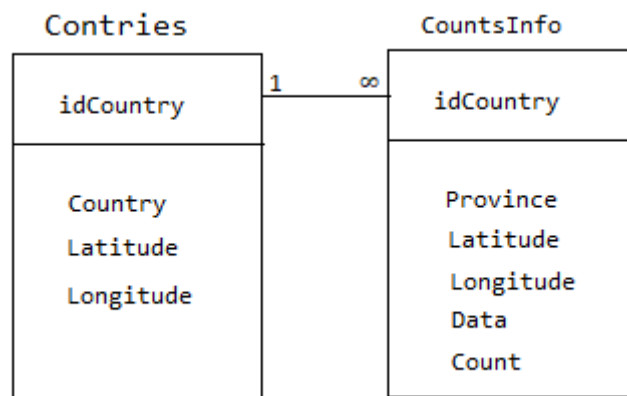 Contries
idCountry
Country
Latitude
Longitude
1
∞
CountsInfo
idCountry
Province
Latitude
Longitude
Data
Count